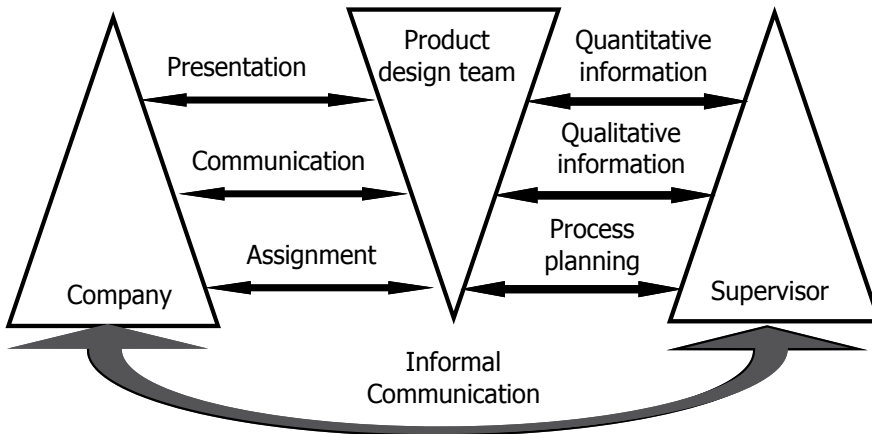 Product
design team
Presentation
Quantitative
information
Communication
Qualitative
information
Assignment
Process
planning
Company
Supervisor
Informal
Communication